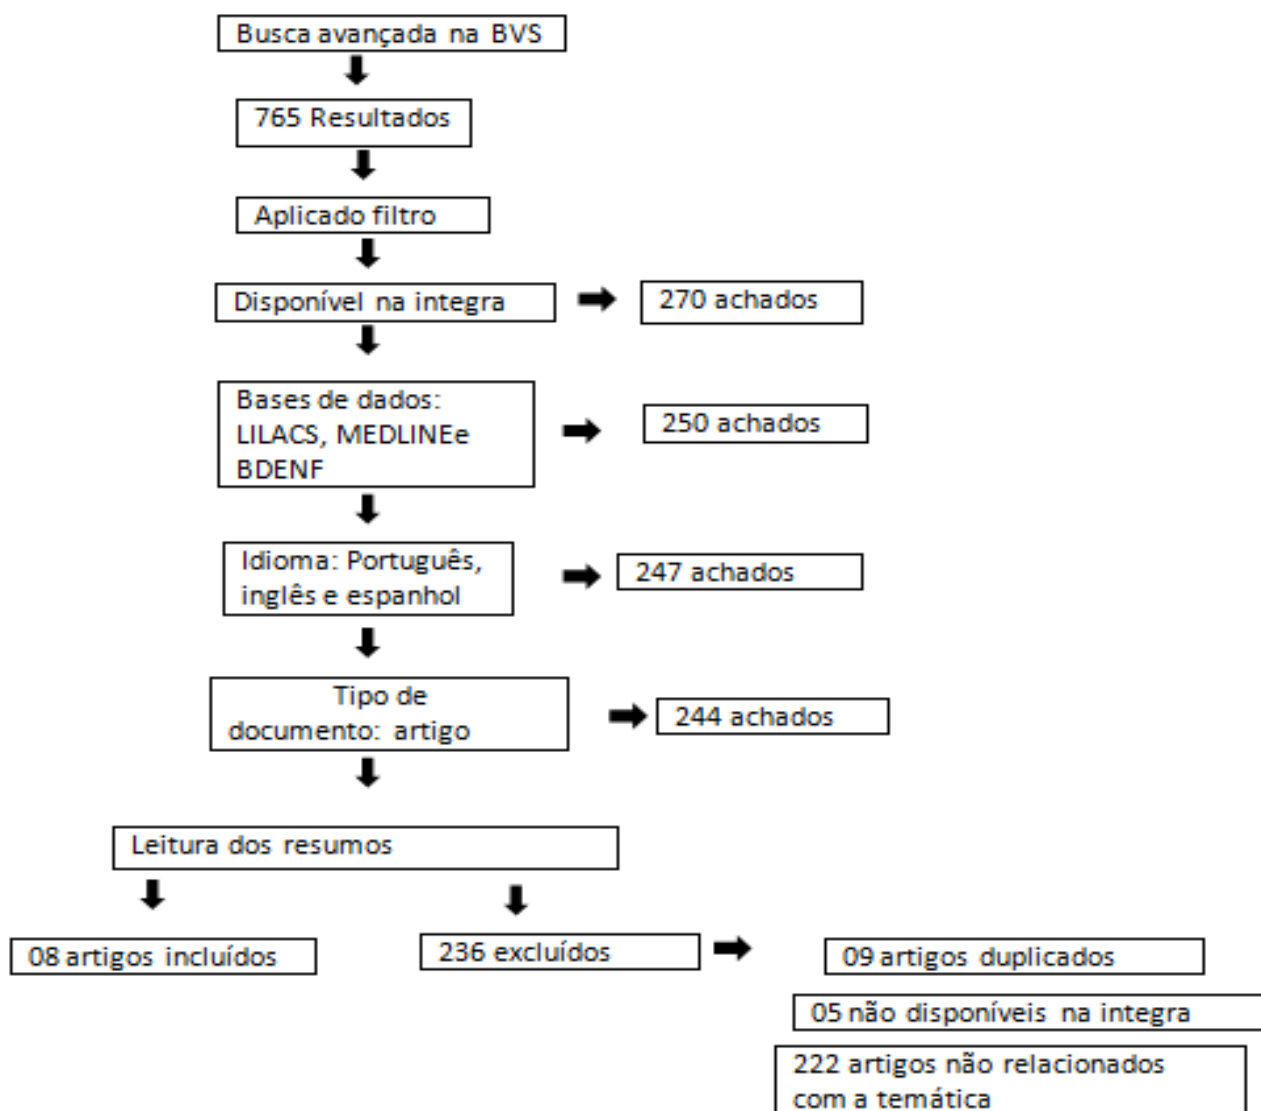 Busca avançada na BVS
765 Resultados
Aplicado filtro
Disponível na integra
270 achados
Bases de dados:
LILACS, MEDLINEe
BDENF
250 achados
Idioma: Português,
inglês e espanhol
247 achados
Tipo de
documento: artigo
244 achados
Leitura dos resumos
08 artigos incluídos
236 excluídos
09 artigos duplicados
05 não disponíveis na integra
222 artigos não relacionados
com a temática